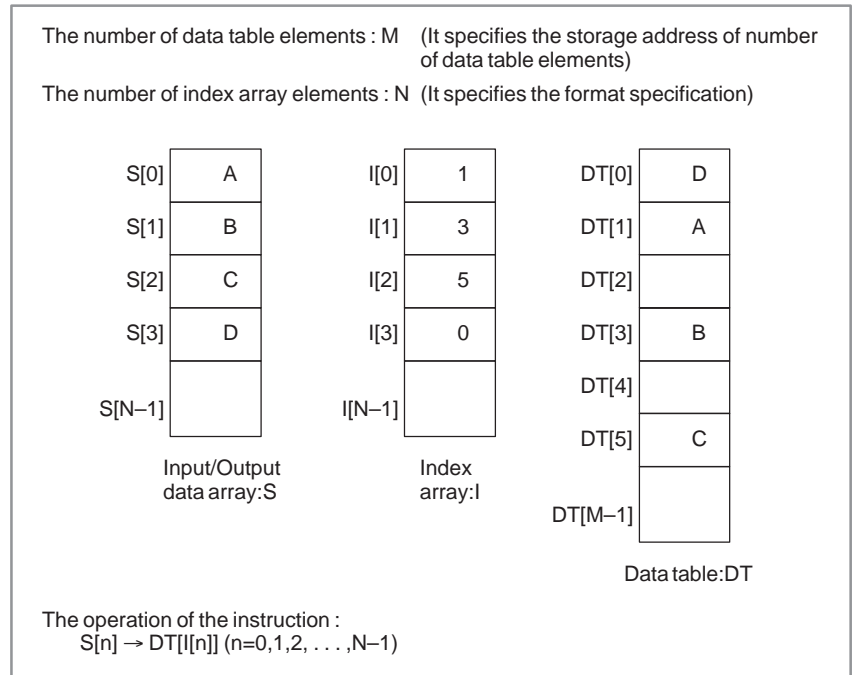 The number of data table elements : M (It specifies the storage address of number
of data table elements)
The number of index array elements : N (It specifies the format specification)
S[0] A I[0] 1 DT[0] D
S[1] B I[1] 3 DT[1] A
S[2] C I[2] 5 DT[2]
S[3] D I[3] 0 DT[3] B
DT[4]
S[N–1] I[N–1]
DT[5] C
Input/Output Index
data array:S array:I
DT[M–1]
Data table:DT
The operation of the instruction :
S[n] → DT[I[n]] (n=0,1,2, . . . ,N–1)